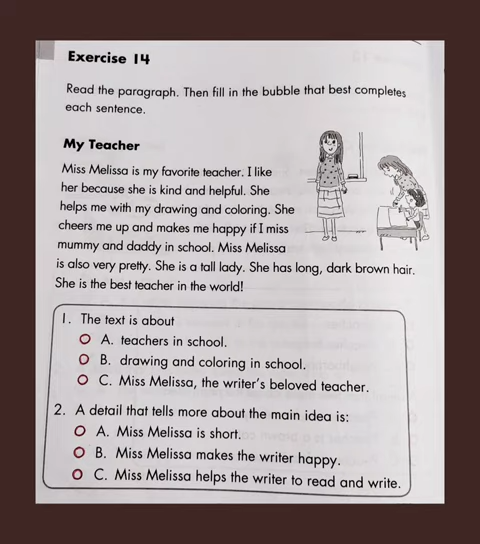 Exercise 14
Read the paragraph. Then fill in the bubble that best completes
each sentence.
My Teacher
Miss Melissa is my favorite teacher. I like
her because she is kind and helpful. She
helps me with my drawing and coloring. She
cheers me up and makes me happy if I miss
mummy and daddy in school. Miss Melissa
is also very pretty. She is a tall lady. She has long, dark brown hair.
She is the best teacher in the world!
1. The text is about
A. teachers in school.
B. drawing and coloring in school.
C. Miss Melissa, the writer's beloved teacher.
2. A detail that tells more about the main idea is:
A. Miss Melissa is short.
B. Miss Melissa makes the writer happy.
C. Miss Melissa helps the writer to read and write.